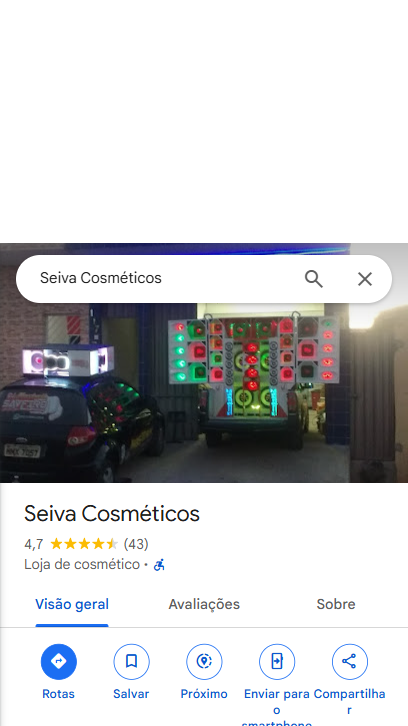 Seiva Cosméticos
Seiva Cosméticos
4,7 (43)
Loja de cosmético ·
Visão geral Avaliações Sobre
Rotas Salvar Próximo Enviar para o smartphone Compartilhar